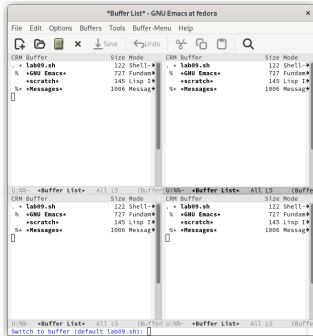 *Buffer List* - GNU Emacs at fedora
File Edit Options Buffers Tools Buffer-Menu Help
Save Undo
CRM Buffer Size Mode
. * lab09.sh 122 Shell-
% *GNU Emacs* 727 Fundam
*scratch* 145 Lisp I
%* *Messages* 1006 Messag
U:%%- *Buffer List* All L5 (Buffer
CRM Buffer Size Mode
. * lab09.sh 122 Shell-
% *GNU Emacs* 727 Fundam
*scratch* 145 Lisp I
%* *Messages* 1006 Messag
U:%%- *Buffer List* All L5 (Buffe
CRM Buffer Size Mode
. * lab09.sh 122 Shell-
% *GNU Emacs* 727 Fundam
*scratch* 145 Lisp I
%* *Messages* 1006 Messag
U:%%- *Buffer List* All L5 (Buffer
CRM Buffer Size Mode
. * lab09.sh 122 Shell-
% *GNU Emacs* 727 Fundam
*scratch* 145 Lisp I
%* *Messages* 1006 Messag
U:%%- *Buffer List* All L5 (Buffe
Switch to buffer (default lab09.sh):